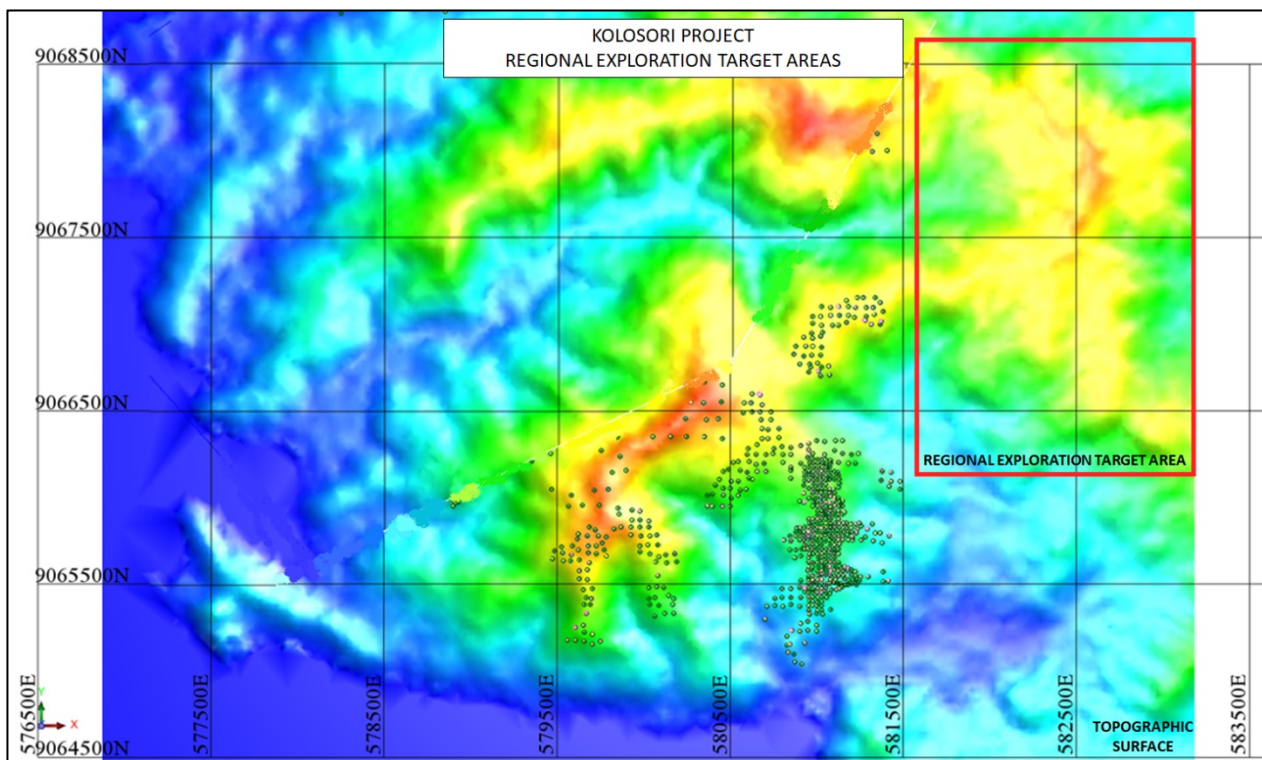 KOLOSORI PROJECT
REGIONAL EXPLORATION TARGET AREAS
9068500N
9067500N
9066500N
REGIONAL EXPLORATION TARGET AREA
9065500N
9064500N
576500E
577500E
578500E
579500E
580500E
581500E
582500E
583500E
Y
X
TOPOGRAPHIC
SURFACE